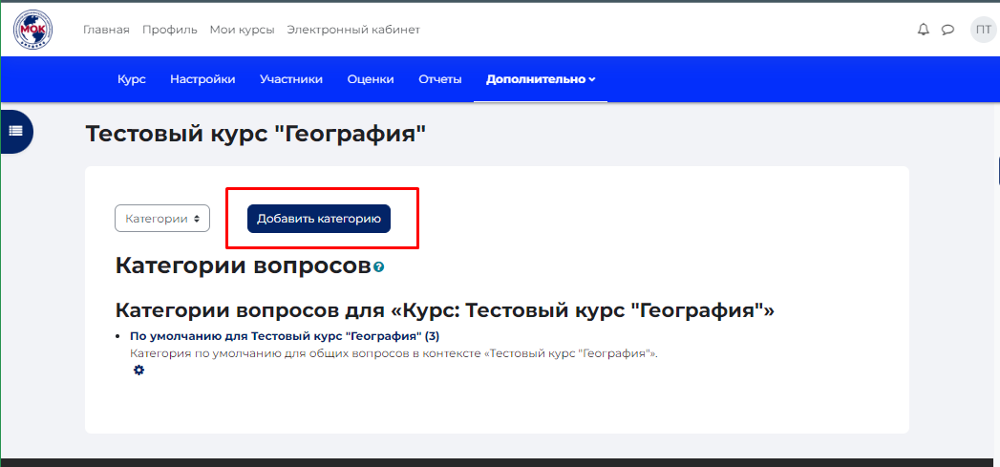 МОК
Главная Профиль Мои курсы Электронный кабинет
ПТ
Курс Настройки Участники Оценки Отчеты Дополнительно
Тестовый курс "География"
Категории Добавить категорию
Категории вопросов
Категории вопросов для «Курс: Тестовый курс "География"»
По умолчанию для Тестовый курс "География" (3)
Категория по умолчанию для общих вопросов в контексте «Тестовый курс "География"».